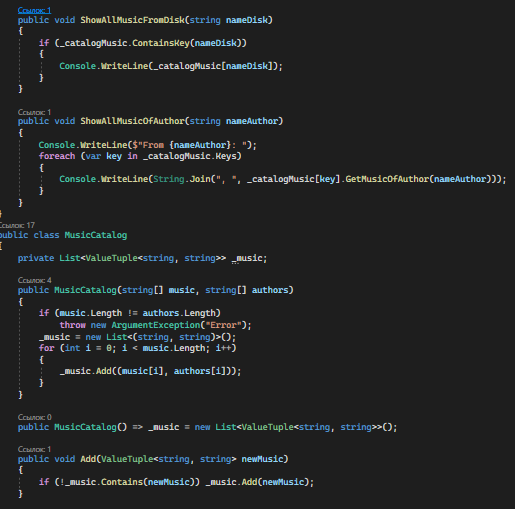 Ссылок: 1
public void ShowAllMusicFromDisk(string nameDisk)
{
if (_catalogMusic.ContainsKey(nameDisk))
{
Console.WriteLine(_catalogMusic[nameDisk]);
}
}
Ссылок: 1
public void ShowAllMusicOfAuthor(string nameAuthor)
{
Console.WriteLine($"From {nameAuthor}: ");
foreach (var key in _catalogMusic.Keys)
{
Console.WriteLine(String.Join(", ", _catalogMusic[key].GetMusicOfAuthor(nameAuthor)));
}
}
}
Ссылок: 17
public class MusicCatalog
{
private List<ValueTuple<string, string>> _music;
Ссылок: 4
public MusicCatalog(string[] music, string[] authors)
{
if (music.Length != authors.Length)
throw new ArgumentException("Error");
_music = new List<(string, string)>();
for (int i = 0; i < music.Length; i++)
{
_music.Add((music[i], authors[i]));
}
}
Ссылок: 0
public MusicCatalog() => _music = new List<ValueTuple<string, string>>();
Ссылок: 1
public void Add(ValueTuple<string, string> newMusic)
{
if (!_music.Contains(newMusic)) _music.Add(newMusic);
}